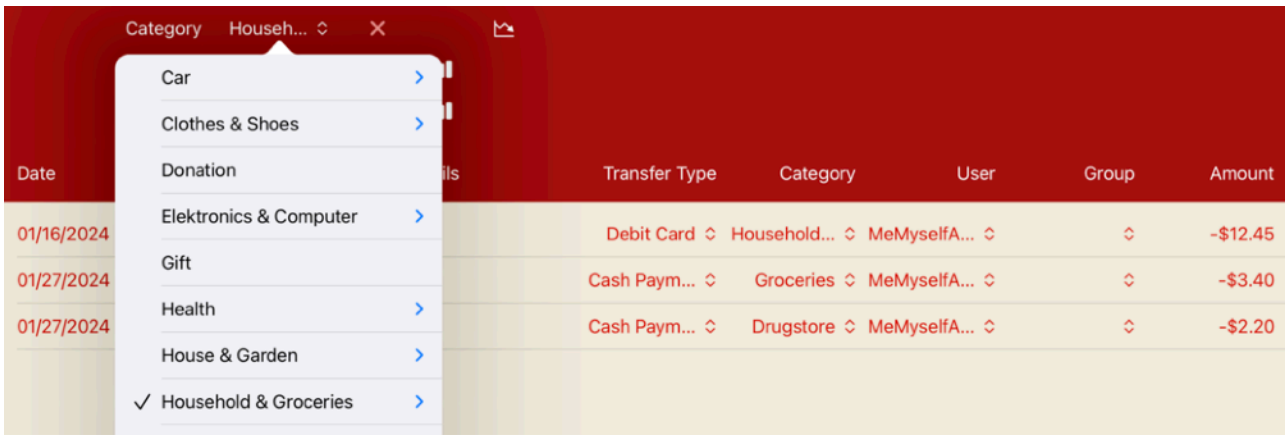 Category Househ...
Car
Clothes & Shoes
Date Donation ils Transfer Type Category User Group Amount
Elektronics & Computer
01/16/2024 Debit Card Household... MeMyselfA... -$12.45
Gift
01/27/2024 Cash Paym... Groceries MeMyselfA... -$3.40
Health
01/27/2024 Cash Paym... Drugstore MeMyselfA... -$2.20
House & Garden
Household & Groceries